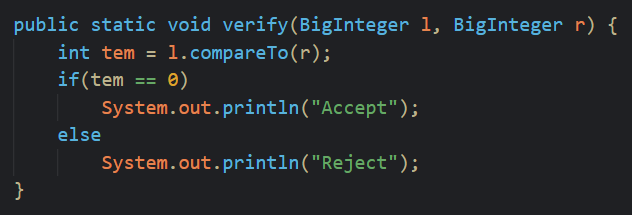 public static void verify(BigInteger l, BigInteger r) {
    int tem = l.compareTo(r);
    if(tem == 0)
        System.out.println("Accept");
    else
        System.out.println("Reject");
}